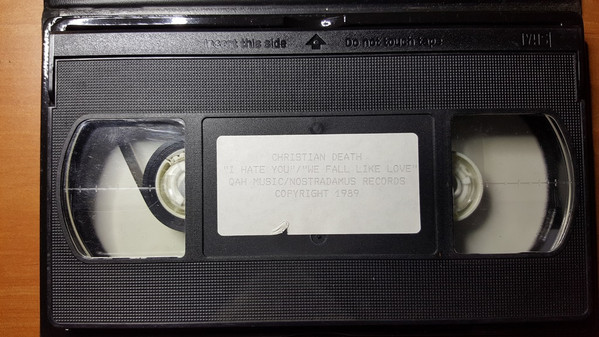 Insert this side Do not touch tape VHS
CHRISTIAN DEATH
"I HATE YOU"/"WE FALL LIKE LOVE"
QAH MUSIC/NOSTRADAMUS RECORDS
COPYRIGHT 1989